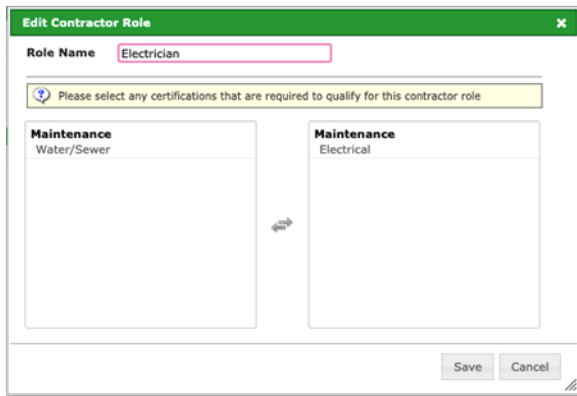 Edit Contractor Role
Role Name Electrician
Please select any certifications that are required to qualify for this contractor role
Maintenance
Water/Sewer
Maintenance
Electrical
Save Cancel